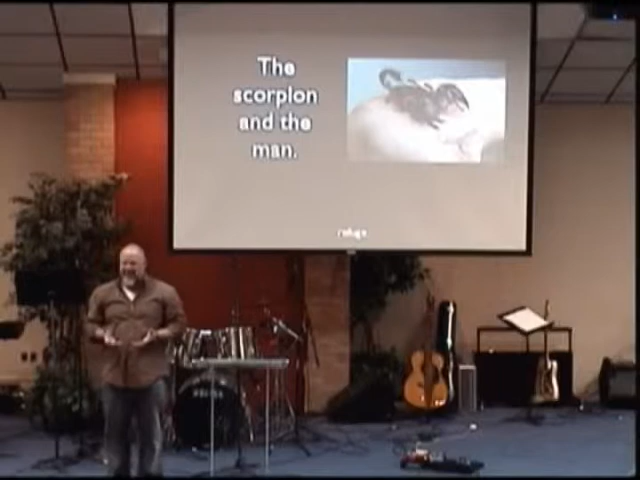 The
scorpion
and the
man.
refuge